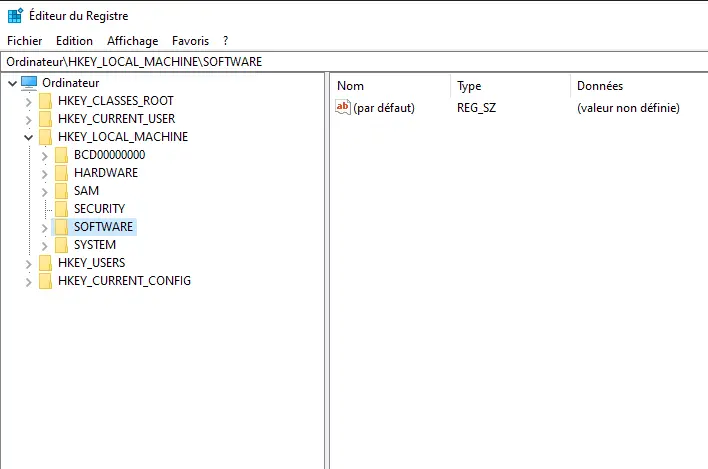 Éditeur du Registre
Fichier Edition Affichage Favoris ?
Ordinateur\HKEY_LOCAL_MACHINE\SOFTWARE
Ordinateur
HKEY_CLASSES_ROOT
HKEY_CURRENT_USER
HKEY_LOCAL_MACHINE
BCD00000000
HARDWARE
SAM
SECURITY
SOFTWARE
SYSTEM
HKEY_USERS
HKEY_CURRENT_CONFIG
Nom Type Données
ab (par défaut) REG_SZ (valeur non définie)